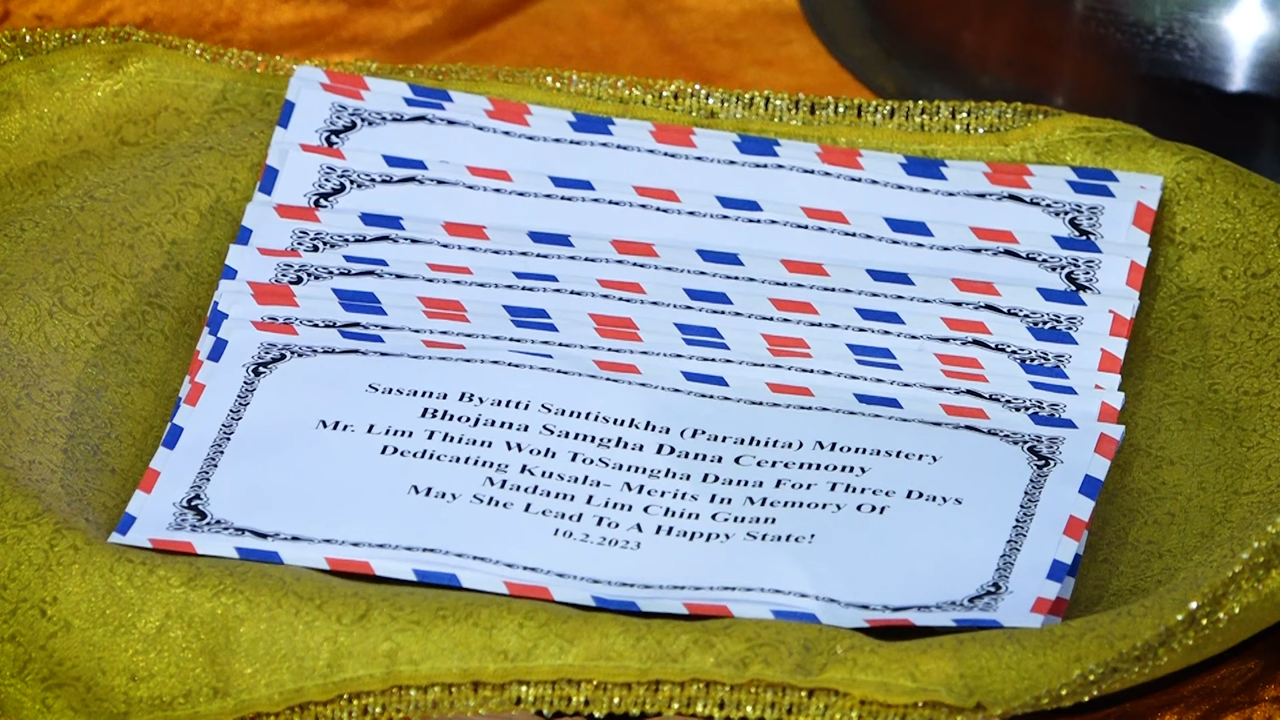 Sasana Byatti Santisukha (Parahita) Monastery
Bhojana Samgha Dana Ceremony
Mr. Lim Thian Woh ToSamgha Dana For Three Days
Dedicating Kusala- Merits In Memory Of
Madam Lim Chin Guan
May She Lead To A Happy State!
10.2.2023